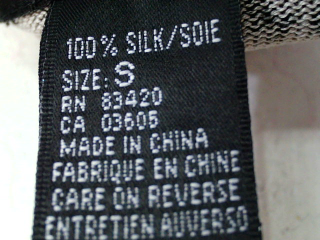 100% SILK/SOIE
SIZE: S
RN 83420
CA 03605
MADE IN CHINA
FABRIQUE EN CHINE
CARE ON REVERSE
ENTRETIEN AUVERSO